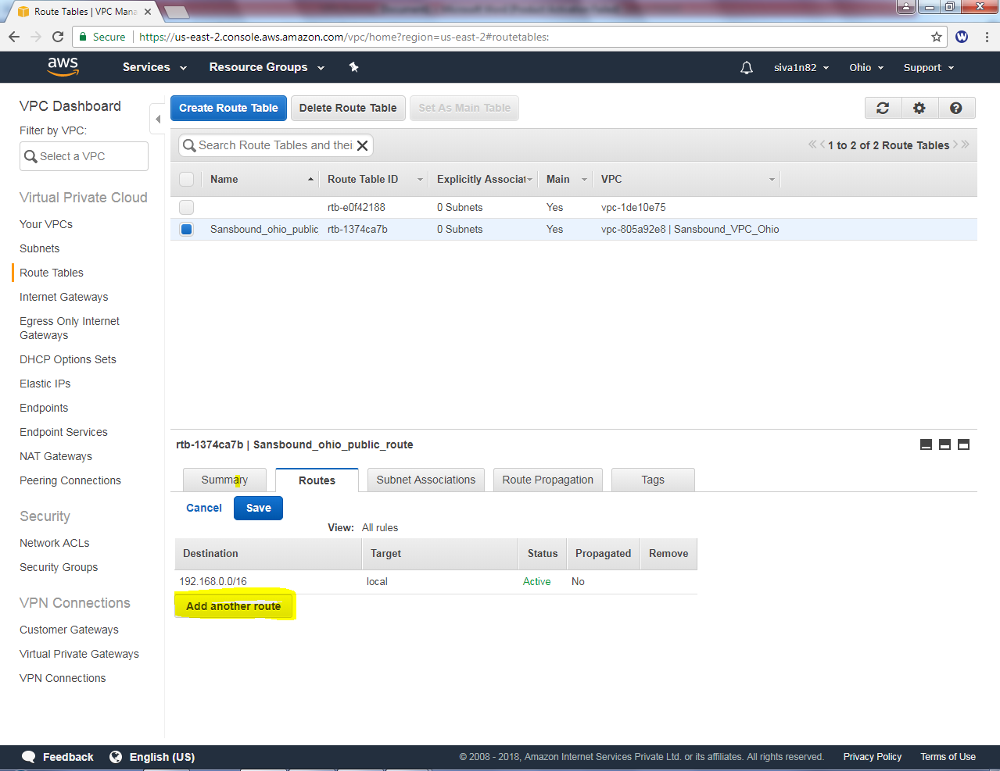 Route Tables | VPC Mana
Secure
https://us-east-2.console.aws.amazon.com/vpc/home?region=us-east-2#routetables:
W
aws
Services
Resource Groups
siva1n82
Ohio
Support
VPC Dashboard
Filter by VPC:
Select a VPC
Virtual Private Cloud
Your VPCs
Subnets
Route Tables
Internet Gateways
Egress Only Internet
Gateways
DHCP Options Sets
Elastic IPs
Endpoints
Endpoint Services
NAT Gateways
Peering Connections
Security
Network ACLs
Security Groups
VPN Connections
Customer Gateways
Virtual Private Gateways
VPN Connections
Create Route Table
Delete Route Table
Set As Main Table
Search Route Tables and thei
1 to 2 of 2 Route Tables
Name Route Table ID Explicitly Associat Main VPC
rtb-e0f42188 0 Subnets Yes vpc-1de10e75
Sansbound_ohio_public rtb-1374ca7b 0 Subnets Yes vpc-805a92e8 | Sansbound_VPC_Ohio
rtb-1374ca7b | Sansbound_ohio_public_route
Summary Routes Subnet Associations Route Propagation Tags
Cancel Save
View: All rules
Destination Target Status Propagated Remove
192.168.0.0/16 local Active No
Add another route
Feedback
English (US)
© 2008 - 2018, Amazon Internet Services Private Ltd. or its affiliates. All rights reserved.
Privacy Policy
Terms of Use